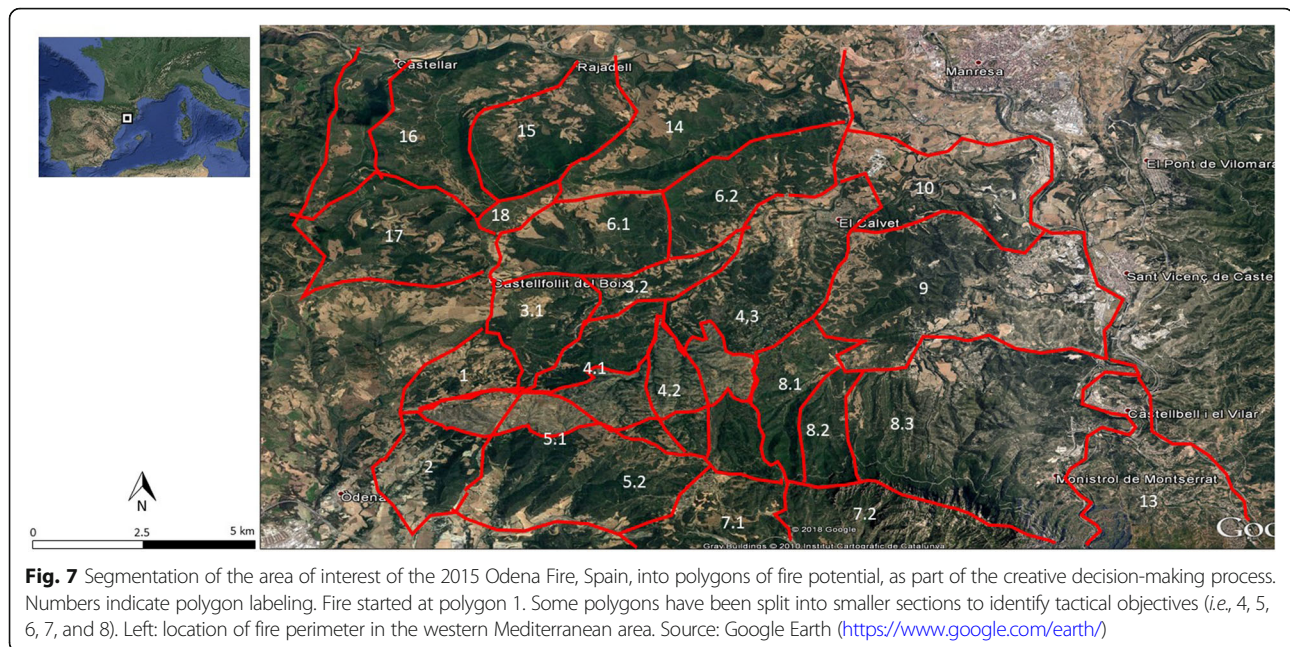 Castellar
Rajadell
Manresa
16
15
14
El Pont de Vilomara
6.2
10
18
6.1
El Calvet
17
Sant Vicenç de Castel
Castellfollit del Boix
3.2
9
3.1
4,3
1
4.1
4.2
8.1
8.2
8.3
Castellbell i el Vilar
5.1
2
5.2
Odena
Monistrol de Montserrat
13
7.1
7.2
© 2018 Google
Gray Buildings © 2010 Institut Cartogràfic de Catalunya
Goo
N
0 2.5 5 km
Fig. 7 Segmentation of the area of interest of the 2015 Odena Fire, Spain, into polygons of fire potential, as part of the creative decision-making process.
Numbers indicate polygon labeling. Fire started at polygon 1. Some polygons have been split into smaller sections to identify tactical objectives (i.e., 4, 5,
6, 7, and 8). Left: location of fire perimeter in the western Mediterranean area. Source: Google Earth (https://www.google.com/earth/)